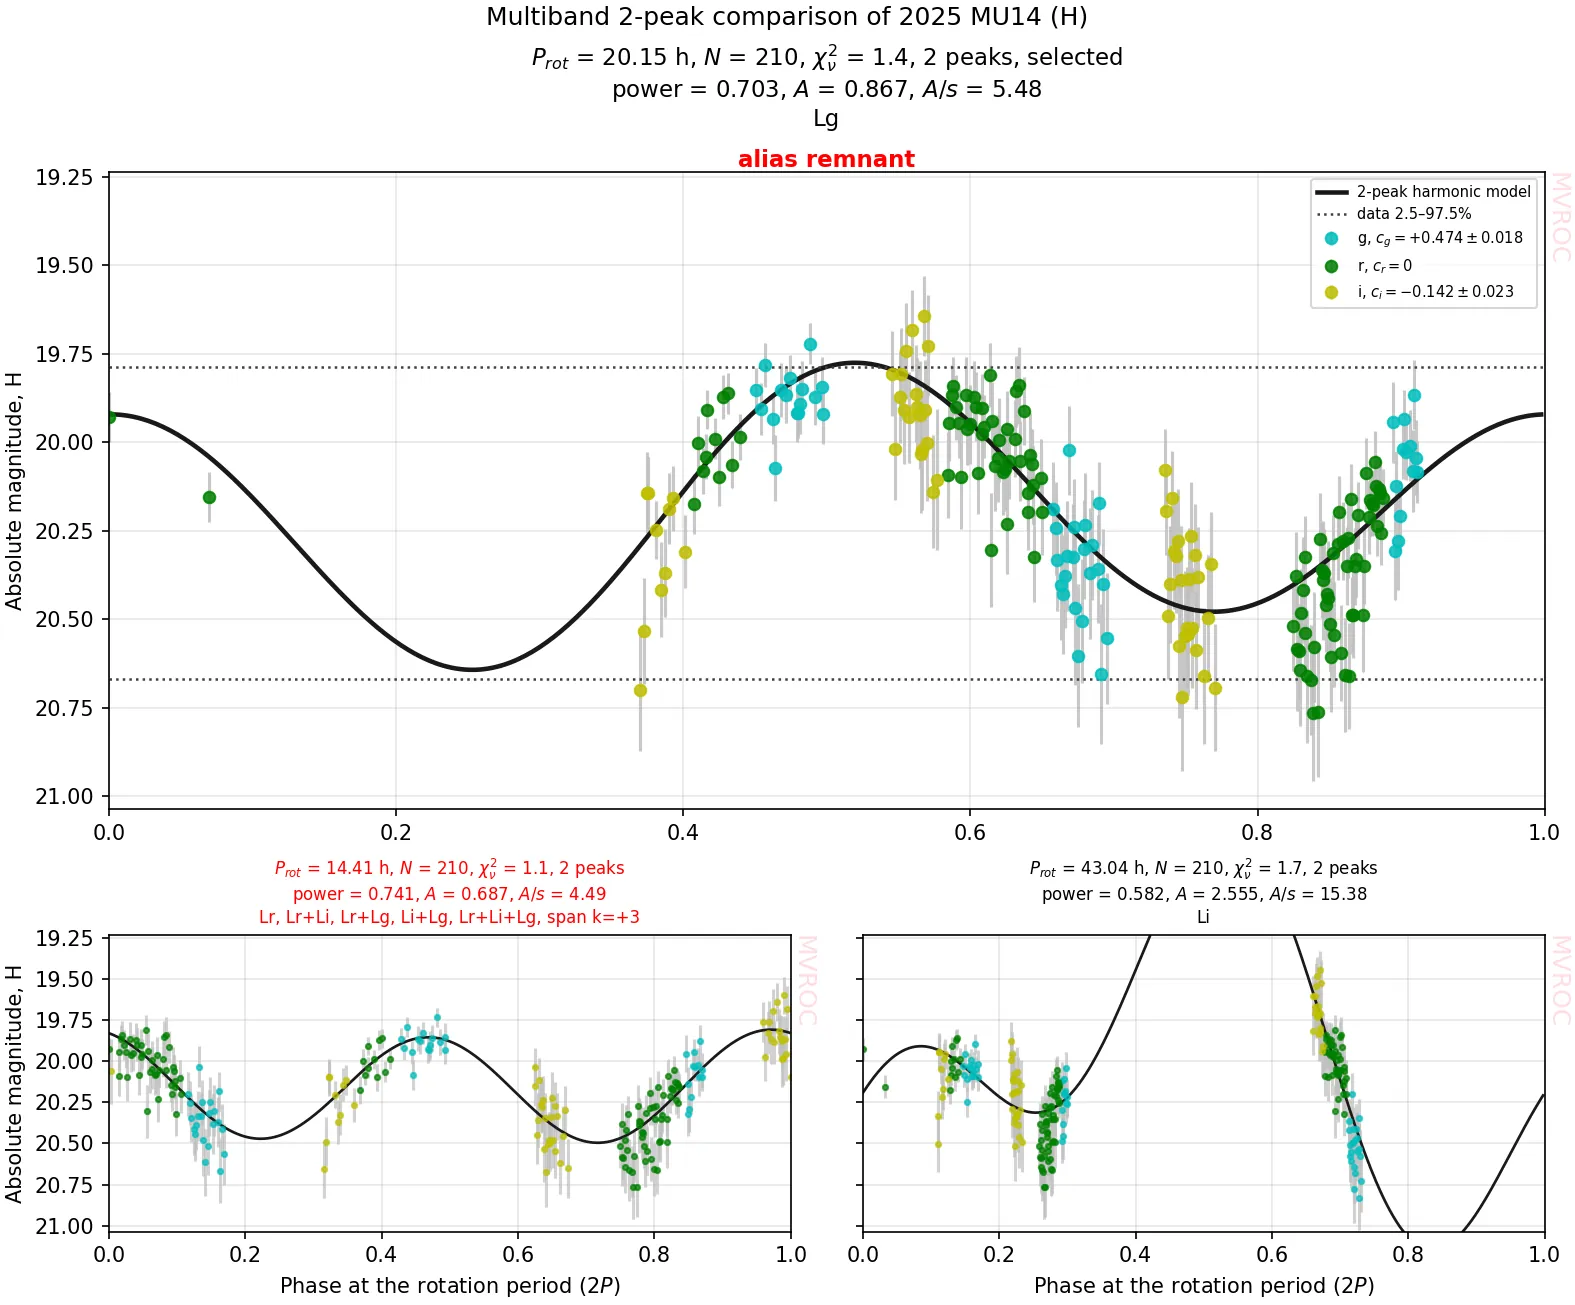 Multiband 2-peak comparison of 2025 MU14 (H)
P_rot = 20.15 h, N = 210, χ²_ν = 1.4, 2 peaks, selected
power = 0.703, A = 0.867, A/s = 5.48
Lg
alias remnant
19.25
19.50
19.75
20.00
20.25
20.50
20.75
21.00
Absolute magnitude, H
2-peak harmonic model
data 2.5–97.5%
g, c_g = +0.474 ± 0.018
r, c_r = 0
i, c_i = −0.142 ± 0.023
MVROC
0.0 0.2 0.4 0.6 0.8 1.0
P_rot = 14.41 h, N = 210, χ²_ν = 1.1, 2 peaks
power = 0.741, A = 0.687, A/s = 4.49
Lr, Lr+Li, Lr+Lg, Li+Lg, Lr+Li+Lg, span k=+3
19.25
19.50
19.75
20.00
20.25
20.50
20.75
21.00
Absolute magnitude, H
MVROC
0.0 0.2 0.4 0.6 0.8 1.0
Phase at the rotation period (2P)
P_rot = 43.04 h, N = 210, χ²_ν = 1.7, 2 peaks
power = 0.582, A = 2.555, A/s = 15.38
Li
MVROC
0.0 0.2 0.4 0.6 0.8 1.0
Phase at the rotation period (2P)